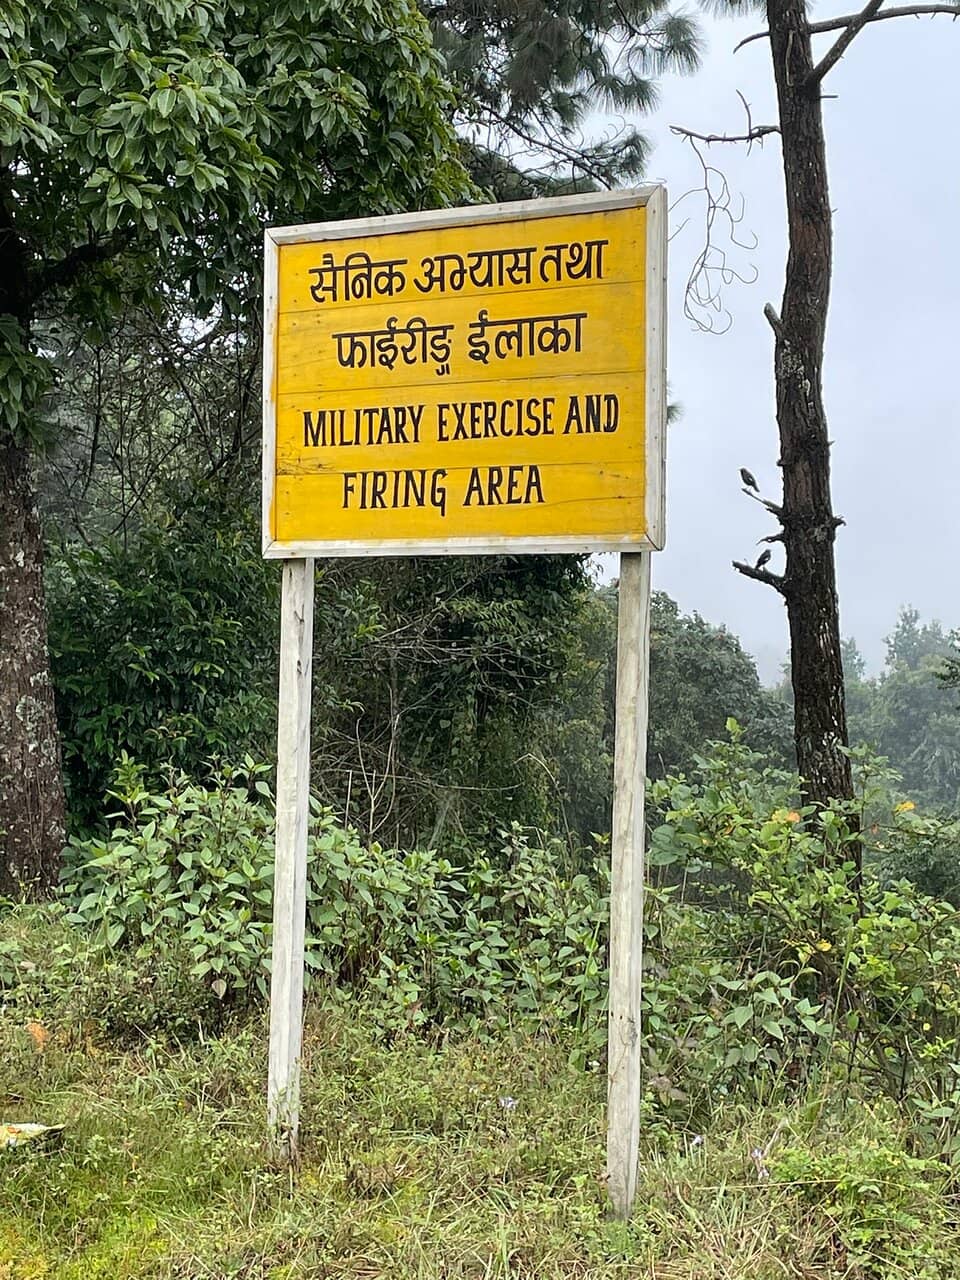 सैनिक अभ्यास तथा
फाईरीङ्ग ईलाका
MILITARY EXERCISE AND
FIRING AREA